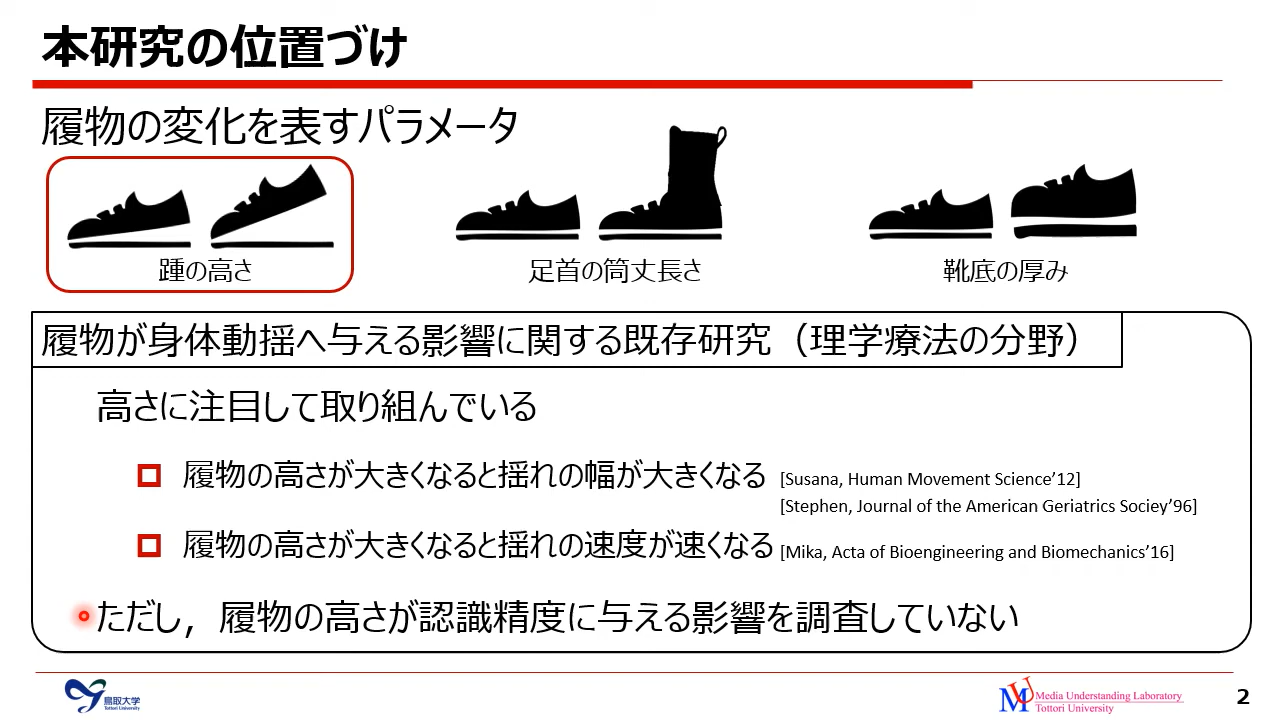 本研究の位置づけ
履物の変化を表すパラメータ
踵の高さ
足首の筒丈長さ
靴底の厚み
履物が身体動揺へ与える影響に関する既存研究（理学療法の分野）
高さに注目して取り組んでいる
履物の高さが大きくなると揺れの幅が大きくなる [Susana, Human Movement Science’12]
[Stephen, Journal of the American Geriatrics Sociey’96]
履物の高さが大きくなると揺れの速度が速くなる [Mika, Acta of Bioengineering and Biomechanics’16]
ただし，履物の高さが認識精度に与える影響を調査していない
鳥取大学
Tottori University
MU Media Understanding Laboratory
Tottori University
2